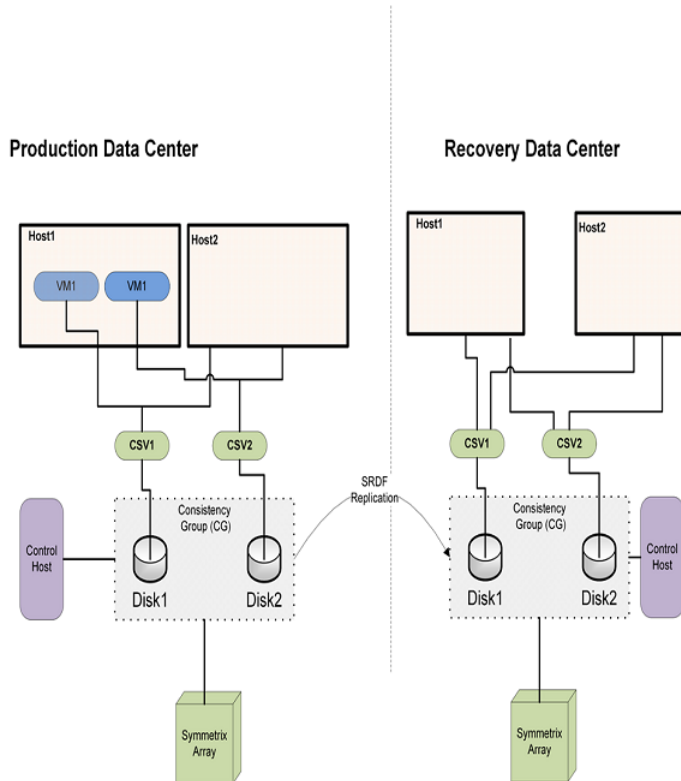 Production Data Center
Recovery Data Center
Host1
Host2
VM1
VM1
Host1
Host2
CSV1
CSV2
CSV1
CSV2
SRDF
Replication
Consistency
Group (CG)
Control
Host
Disk1
Disk2
Consistency
Group (CG)
Control
Host
Disk1
Disk2
Symmetrix
Array
Symmetrix
Array